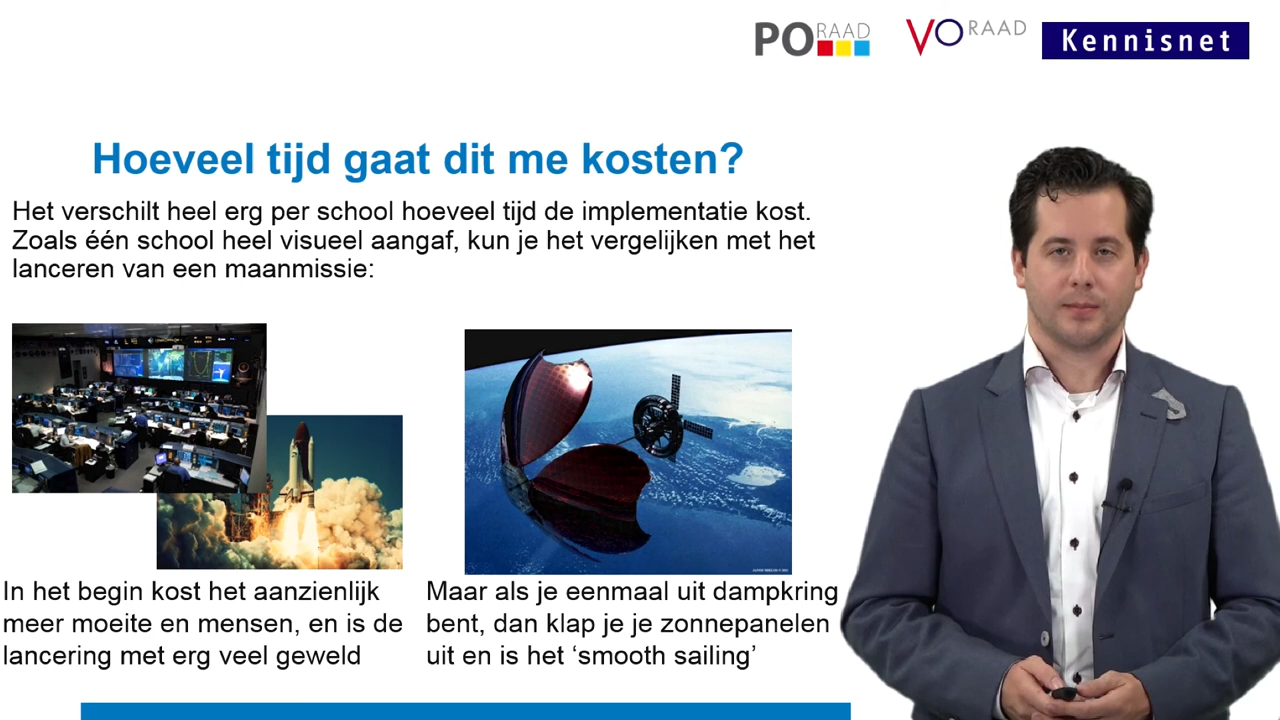 PO RAAD
VO RAAD
Kennisnet
Hoeveel tijd gaat dit me kosten?
Het verschilt heel erg per school hoeveel tijd de implementatie kost.
Zoals één school heel visueel aangaf, kun je het vergelijken met het
lanceren van een maanmissie:
In het begin kost het aanzienlijk
meer moeite en mensen, en is de
lancering met erg veel geweld
Maar als je eenmaal uit dampkring
bent, dan klap je je zonnepanelen
uit en is het ‘smooth sailing’